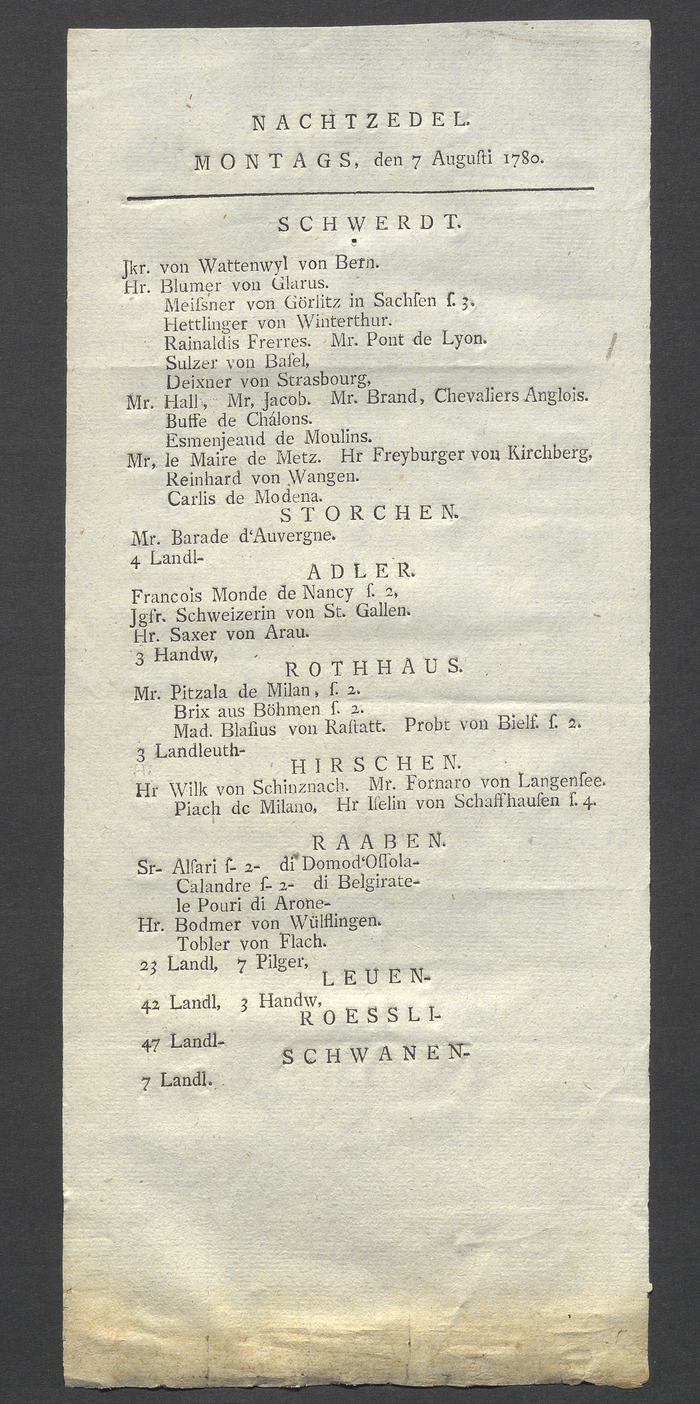 NACHTZEDEL.
MONTAGS, den 7 Auguſti 1780.
SCHWERDT.
Jkr. von Wattenwyl von Bern.
Hr. Blumer von Glarus.
Meiſsner von Görlitz in Sachſen ſ. 3.
Hettlinger von Winterthur.
Rainaldis Frerres. Mr. Pont de Lyon.
Sulzer von Baſel,
Deixner von Strasbourg,
Mr. Hall, Mr, Jacob. Mr. Brand, Chevaliers Anglois.
Buffe de Chálons.
Esmenjeaud de Moulins.
Mr, le Maire de Metz. Hr Freyburger von Kirchberg,
Reinhard von Wangen.
Carlis de Modena.
STORCHEN.
Mr. Barade d'Auvergne.
4 Landl-
ADLER.
Francois Monde de Nancy ſ. 2,
Jgfr. Schweizerin von St. Gallen.
Hr. Saxer von Arau.
3 Handw,
ROTHHAUS.
Mr. Pitzala de Milan, ſ. 2.
Brix aus Böhmen ſ. 2.
Mad. Blaſius von Raſtatt. Probt von Bielf. ſ. 2.
3 Landleuth-
HIRSCHEN.
Hr Wilk von Schinznach. Mr. Fornaro von Langenſee.
Piach de Milano, Hr Iſelin von Schaffhauſen ſ. 4.
RAABEN.
Sr- Alſari ſ- 2- di Domod'Oſſola-
Calandre ſ- 2- di Belgirate-
le Pouri di Arone-
Hr. Bodmer von Wülflingen.
Tobler von Flach.
23 Landl, 7 Pilger,
LEUEN-
42 Landl, 3 Handw,
ROESSLI-
47 Landl-
SCHWANEN-
7 Landl.